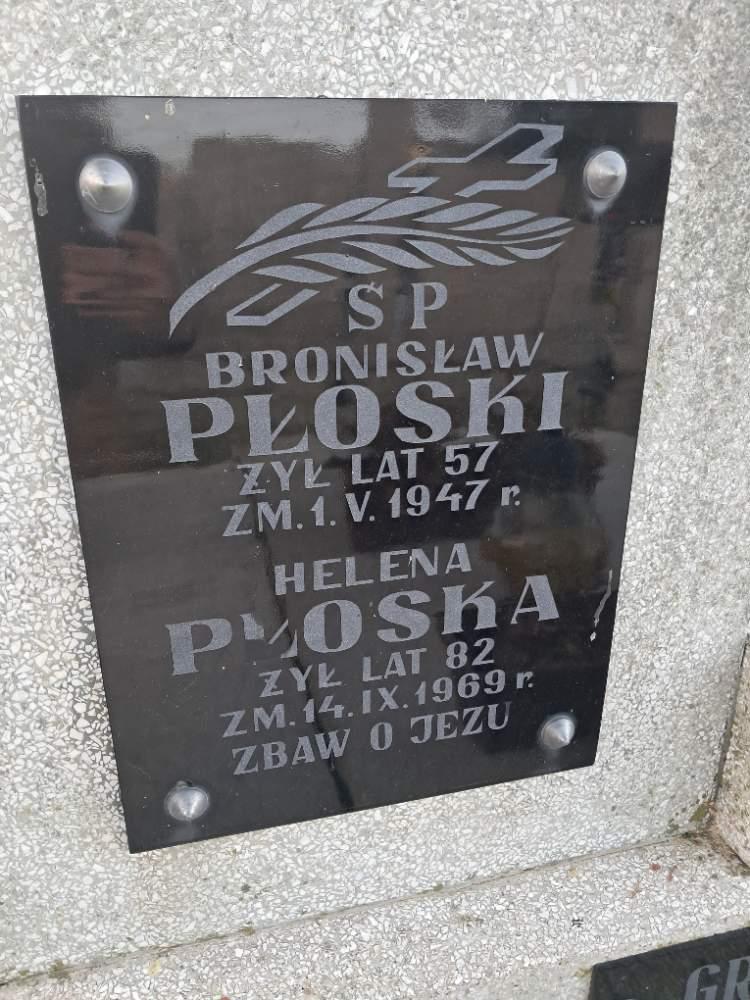 S P
BRONISŁAW
PŁOSKI
ŻYŁ LAT 57
ZM. 1. V. 1947 r.
HELENA
PŁOSKA
ŻYŁ LAT 82
ZM. 14. IX. 1969 r.
ZBAW O JEZU